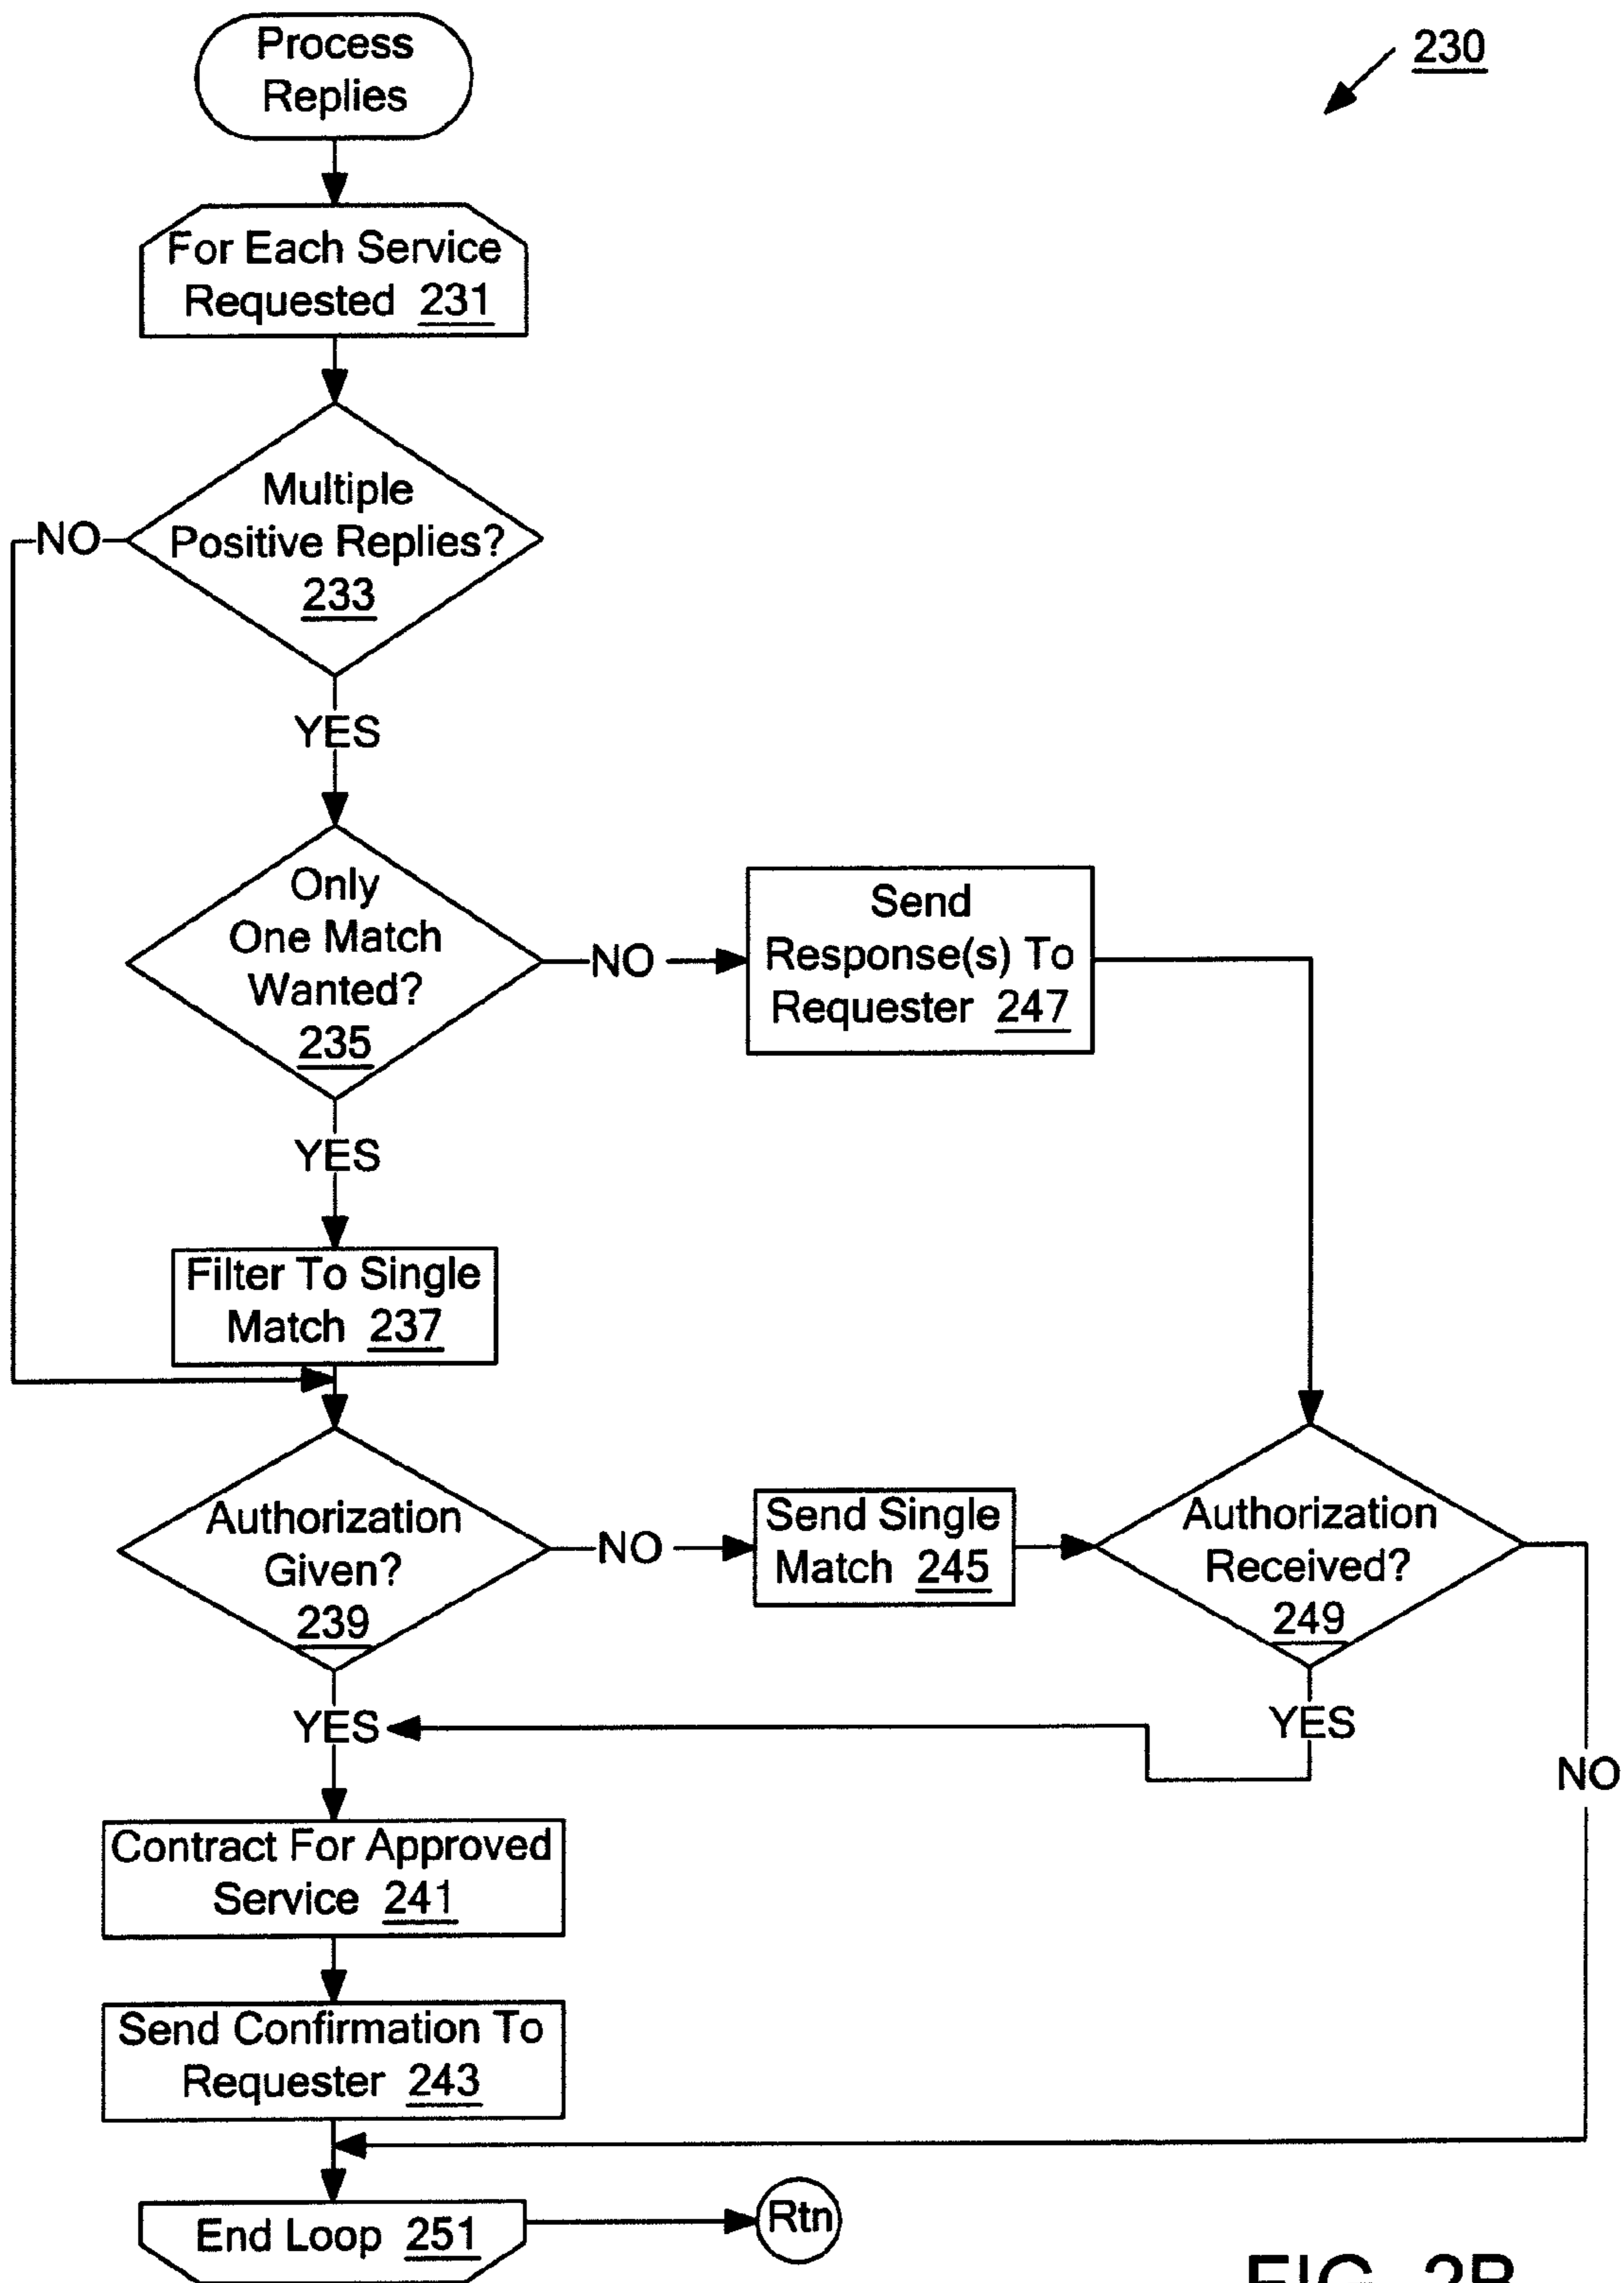 Process
Replies
230
For Each Service
Requested 231
Multiple
Positive Replies?
233
NO
YES
Only
One Match
Wanted?
235
NO
Send
Response(s) To
Requester 247
YES
Filter To Single
Match 237
Authorization
Given?
239
NO
Send Single
Match 245
Authorization
Received?
249
YES
YES
NO
Contract For Approved
Service 241
Send Confirmation To
Requester 243
End Loop 251
Rtn
FIG. 2B